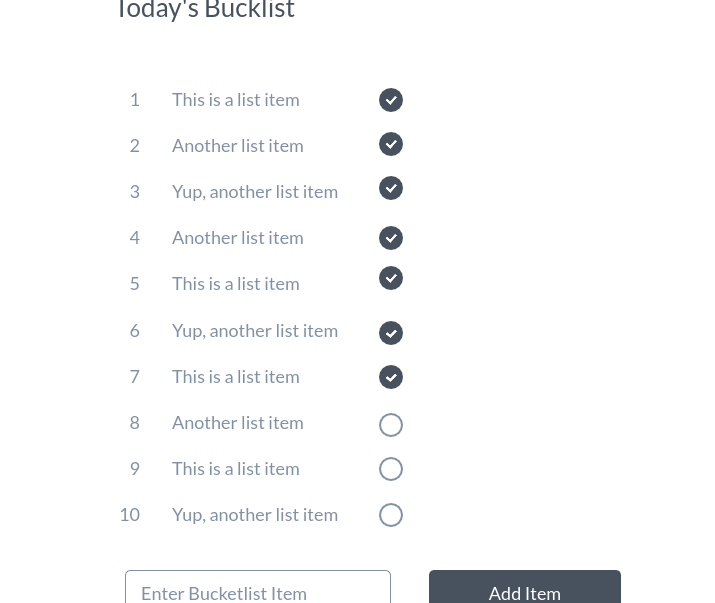 Today's Bucklist
1 This is a list item
2 Another list item
3 Yup, another list item
4 Another list item
5 This is a list item
6 Yup, another list item
7 This is a list item
8 Another list item
9 This is a list item
10 Yup, another list item
Enter Bucketlist Item Add Item